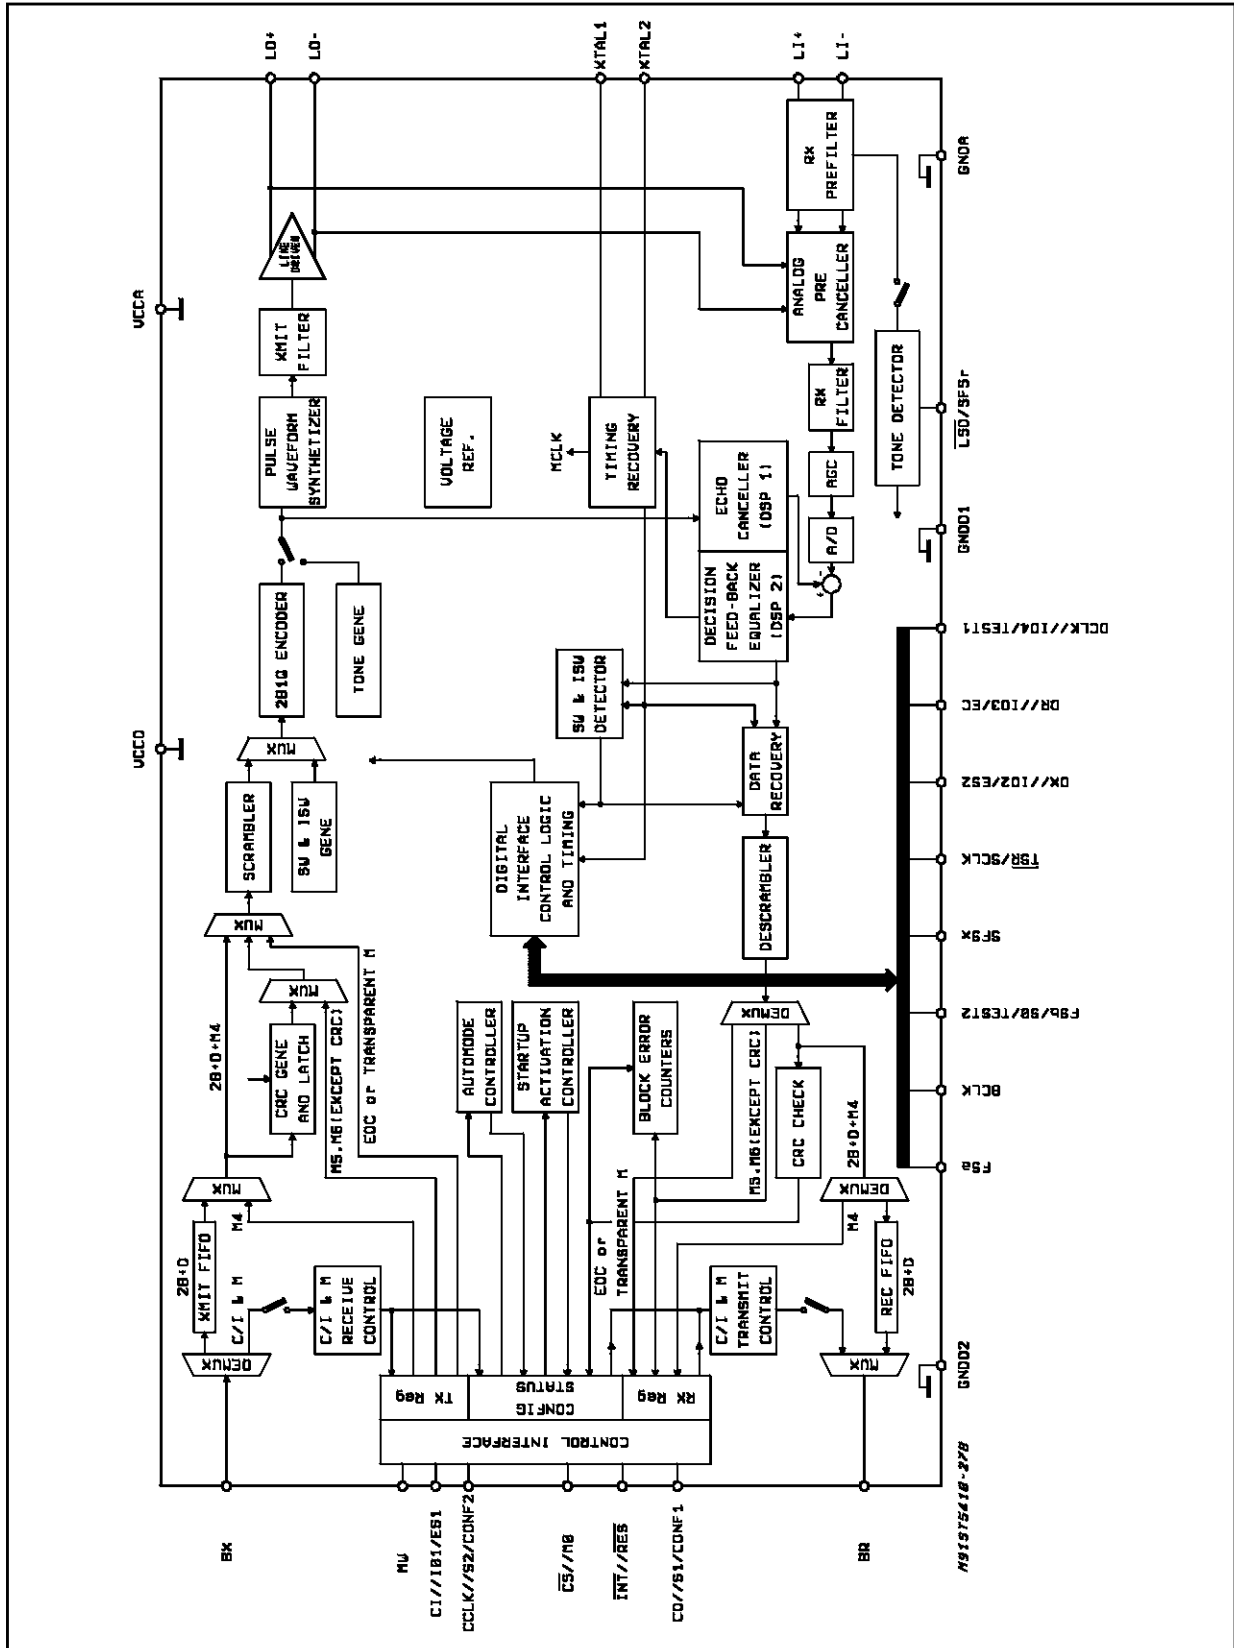 LO+
LO-
XTAL1
XTAL2
LI+
LI-
RX
PREFILTER
GNDA
LINE
DRIVER
ANALOG
PRE
CANCELLER
VCCA
XMIT
FILTER
RX
FILTER
TONE DETECTOR
LSD/SFSr
PULSE
WAVEFORM
SYNTHETIZER
VOLTAGE
REF.
TIMING
RECOVERY
MCLK
ECHO
CANCELLER
(DSP 1)
AGC
A/D
GNDD1
-
+
2B1Q ENCODER
TONE GENE
DECISION
FEED-BACK
EQUALIZER
(DSP 2)
DCLK//IO4/TEST1
SW & ISW
DETECTOR
DR//IO3/EC
VCCD
MUX
DATA
RECOVERY
DX//IO2/ES2
SCRAMBLER
SW & ISW
GENE
DIGITAL
INTERFACE
CONTROL LOGIC
AND TIMING
DESCRAMBLER
TSR/SCLK
MUX
SFSx
MUX
DEMUX
FSb/S0/TEST2
2B+D+M4
CRC GENE
AND LATCH
M5.M6(EXCEPT CRC)
EOC or TRANSPARENT M
AUTOMODE
CONTROLLER
STARTUP
ACTIVATION
CONTROLLER
BLOCK ERROR
COUNTERS
M5.M6(EXCEPT CRC)
CRC CHECK
2B+D+M4
BCLK
FSa
MUX
DEMUX
2B+D
XMIT FIFO
M4
C/I & M
C/I & M
RECEIVE
CONTROL
EOC or
TRANSPARENT M
C/I & M
TRANSMIT
CONTROL
M4
REC FIFO
2B+D
DEMUX
MUX
GNDD2
TX Reg
CONFIG
STATUS
RX Reg
CONTROL INTERFACE
BX
MW
CI//IO1/ES1
CCLK//S2/CONF2
CS//M0
INT//RES
CO//S1/CONF1
BR
M91ST5410-27B